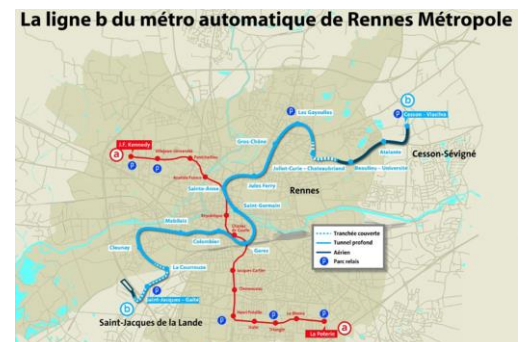 La ligne b du métro automatique de Rennes Métropole
b
P
Cesson - Viasilva
P
Les Gayeulles
Atalante
Cesson-Sévigné
Gros-Chêne
Joliot-Curie - Chateaubriand
Beaulieu - Université
J.F. Kennedy
a
Villejean-Université
P
P
Pontchaillou
Anatole France
Sainte-Anne
Jules Ferry
Rennes
Saint-Germain
République
Mabilais
Charles de Gaulle
Colombier
Cleunay
Gares
La Courrouze
Jacques Cartier
Clemenceau
P
Saint-Jacques - Gaîté
b
Saint-Jacques de la Lande
Henri Fréville
P
Italie
P
Triangle
Le Blosne
P
La Poterie
a
Tranchée couverte
Tunnel profond
Aérien
P
Parc relais